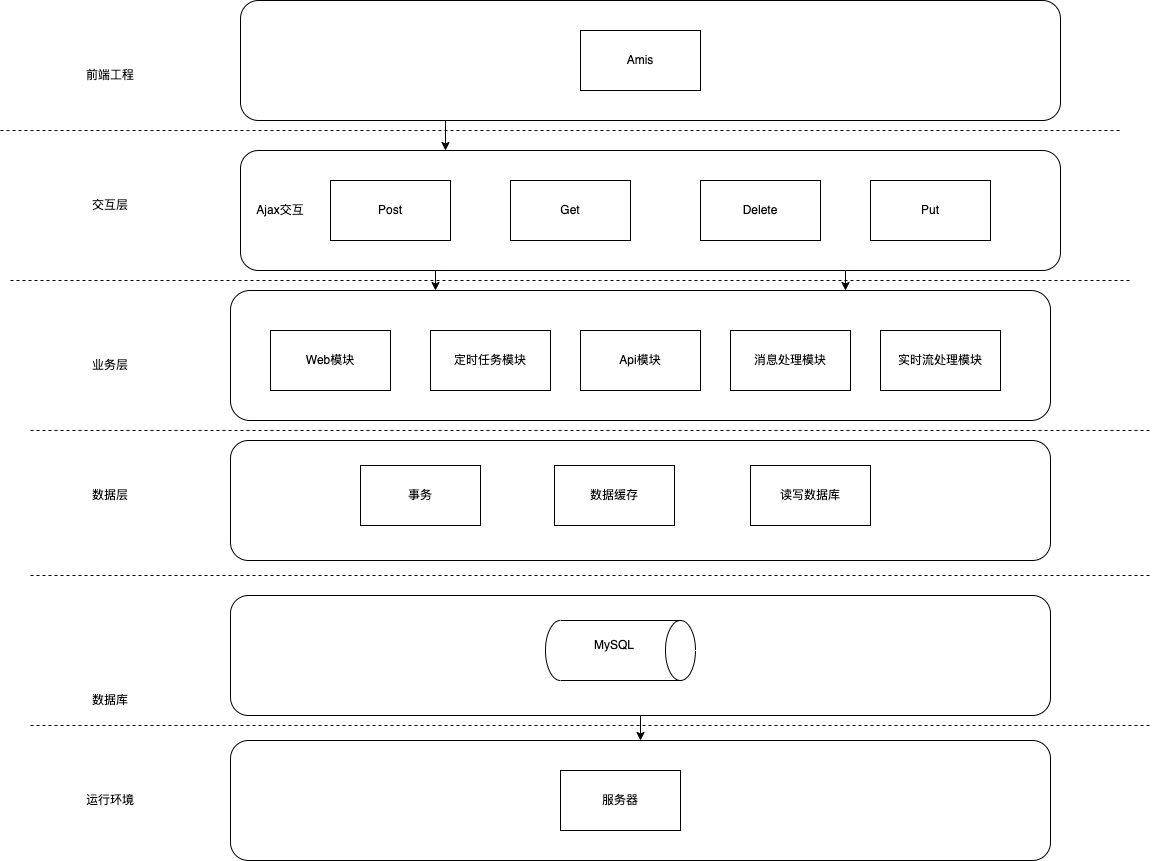 Amis
前端工程
交互层
Ajax交互
Post
Get
Delete
Put
业务层
Web模块
定时任务模块
Api模块
消息处理模块
实时流处理模块
数据层
事务
数据缓存
读写数据库
MySQL
数据库
运行环境
服务器